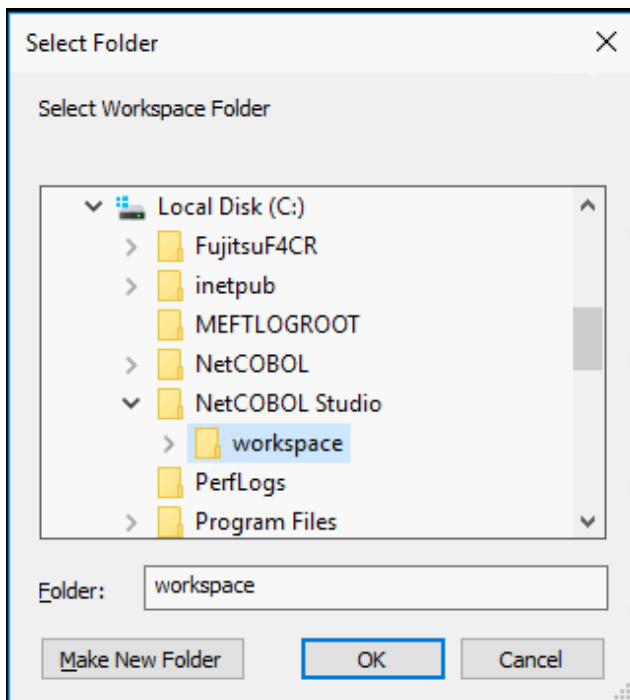 Select Folder
Select Workspace Folder
Local Disk (C:)
FujitsuF4CR
inetpub
MEFTLOGROOT
NetCOBOL
NetCOBOL Studio
workspace
PerfLogs
Program Files
Folder: workspace
Make New Folder OK Cancel